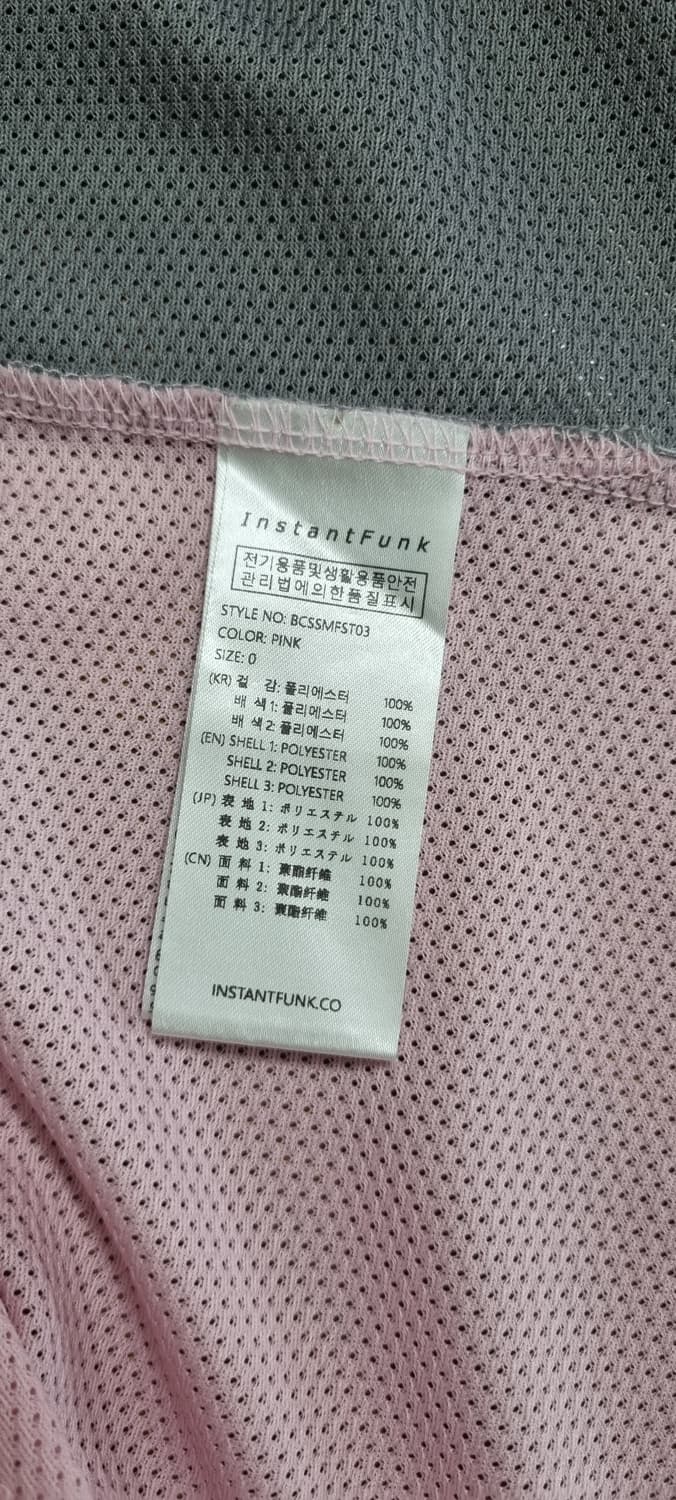 InstantFunk
전기용품및생활용품안전
관리법에의한품질표시
STYLE NO: BCSSMFST03
COLOR: PINK
SIZE: 0
(KR) 겉 감: 폴리에스터 100%
배 색 1: 폴리에스터 100%
배 색 2: 폴리에스터 100%
(EN) SHELL 1: POLYESTER 100%
SHELL 2: POLYESTER 100%
SHELL 3: POLYESTER 100%
(JP) 表 地 1: ポリエステル 100%
表 地 2: ポリエステル 100%
表 地 3: ポリエステル 100%
(CN) 面 料 1: 聚酯纤维 100%
面 料 2: 聚酯纤维 100%
面 料 3: 聚酯纤维 100%
INSTANTFUNK.CO